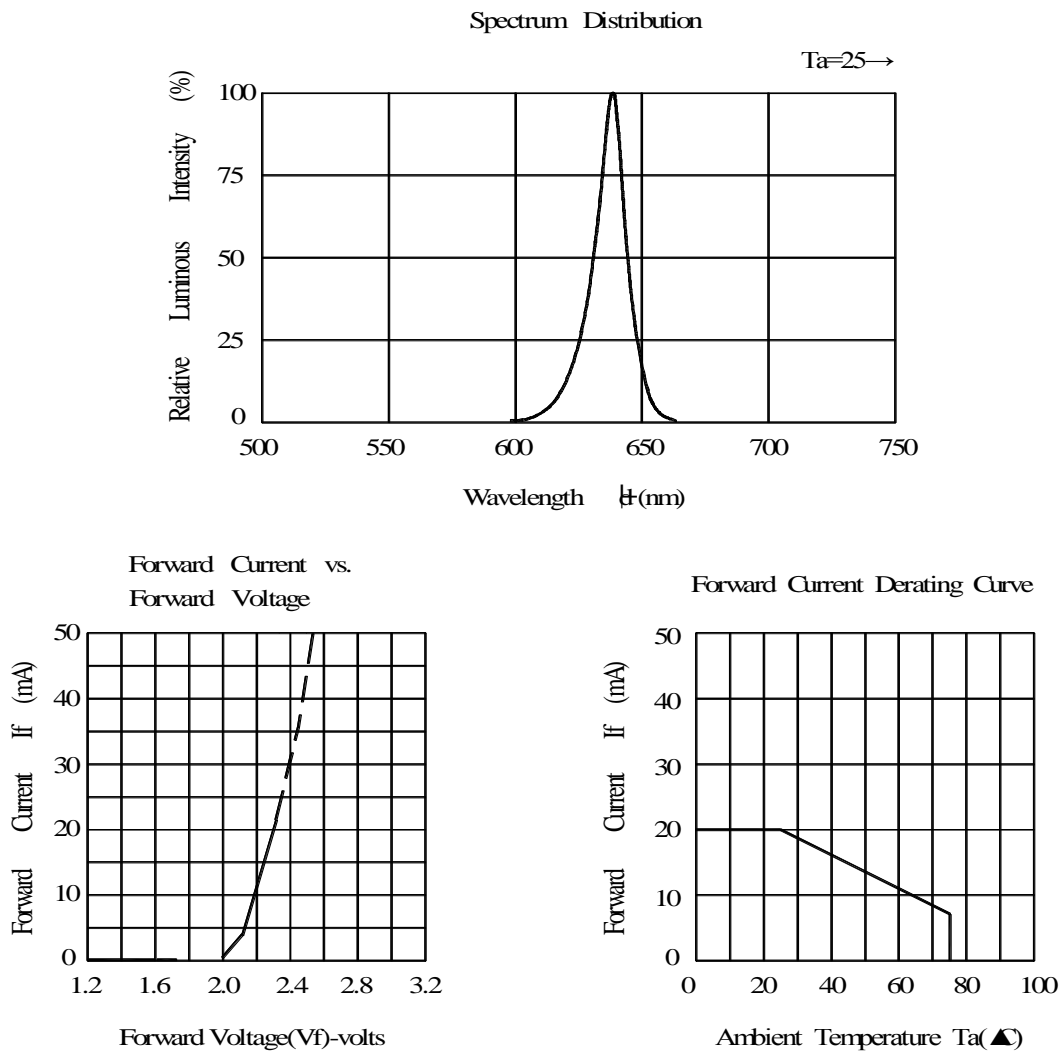 Spectrum Distribution
Ta=25→
Relative Luminous Intensity (%)
100
75
50
25
0
500 550 600 650 700 750
Wavelength (nm)
Forward Current vs.
Forward Voltage
Forward Current If (mA)
50
40
30
20
10
0
1.2 1.6 2.0 2.4 2.8 3.2
Forward Voltage(Vf)-volts
Forward Current Derating Curve
Forward Current If (mA)
50
40
30
20
10
0
0 20 40 60 80 100
Ambient Temperature Ta(▲C)